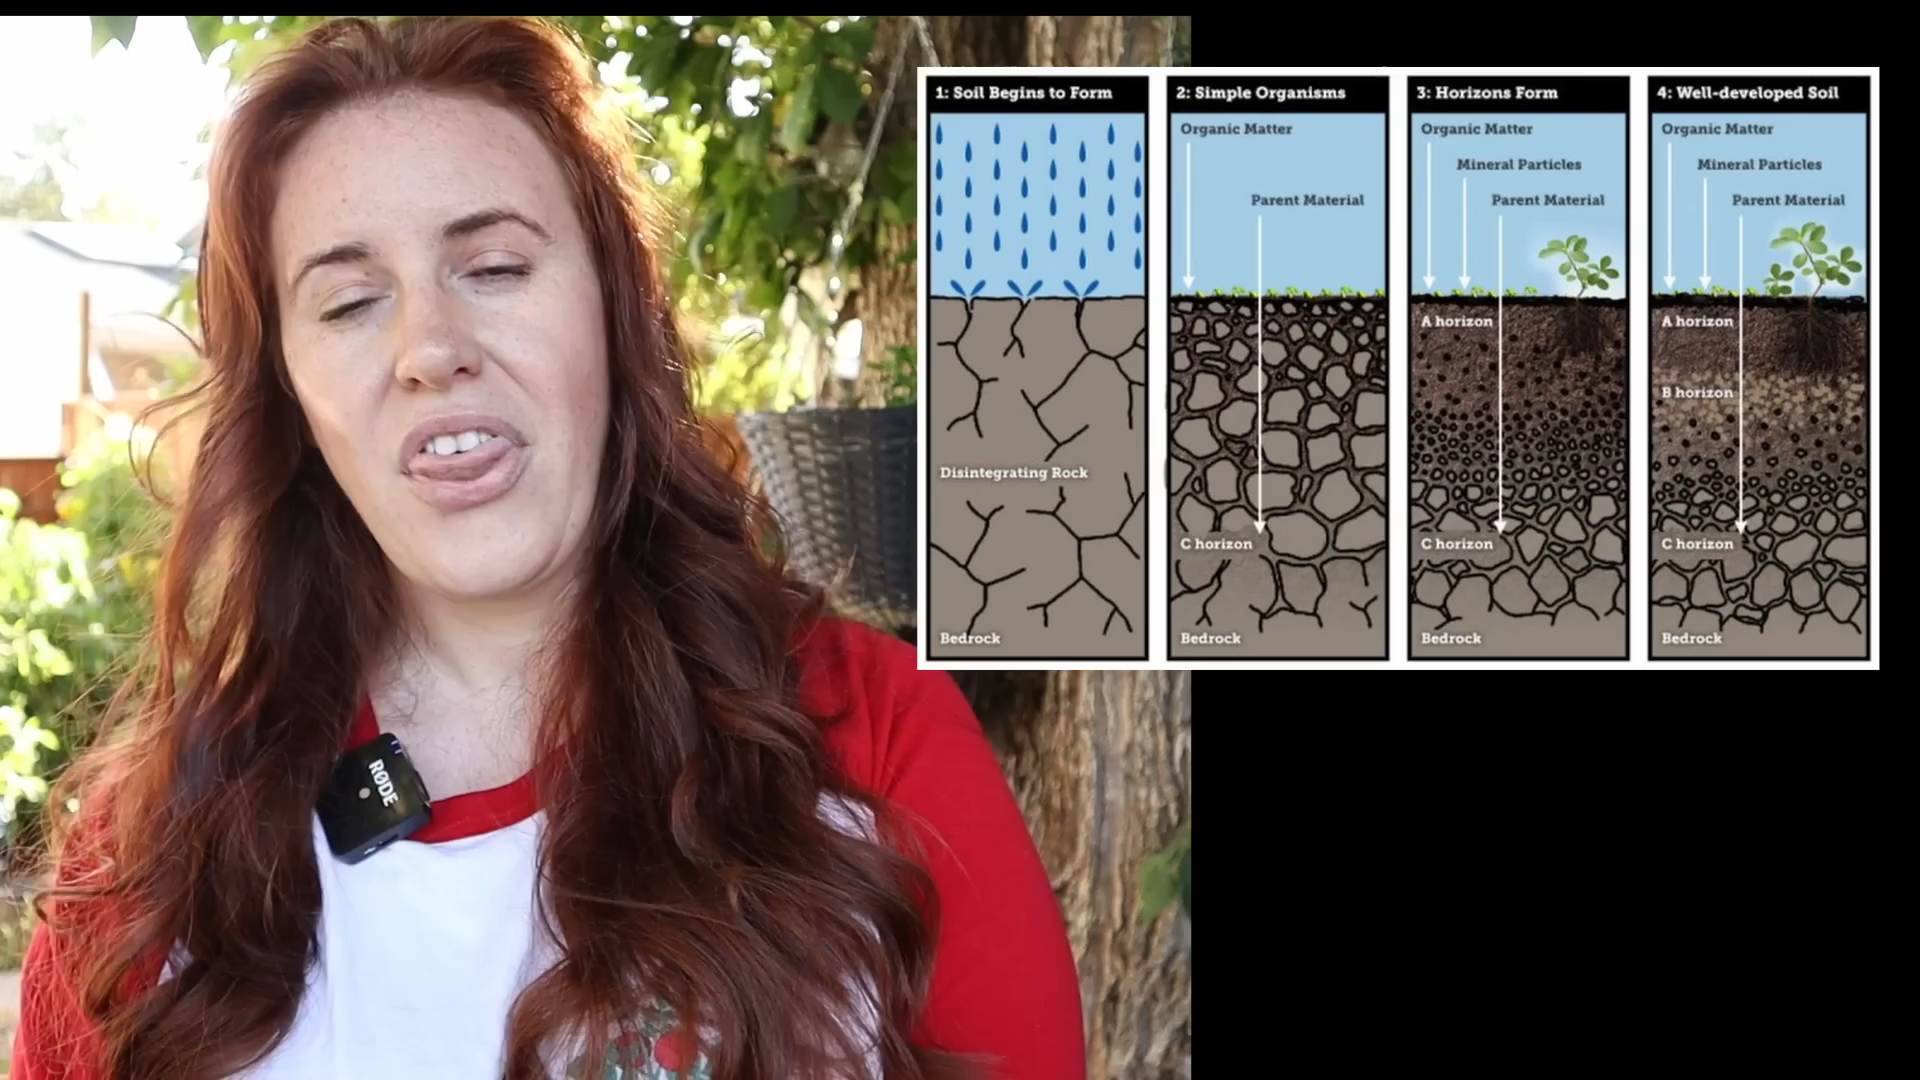 1: Soil Begins to Form
Disintegrating Rock
Bedrock
2: Simple Organisms
Organic Matter
Parent Material
C horizon
Bedrock
3: Horizons Form
Organic Matter
Mineral Particles
Parent Material
A horizon
C horizon
Bedrock
4: Well-developed Soil
Organic Matter
Mineral Particles
Parent Material
A horizon
B horizon
C horizon
Bedrock
RØDE